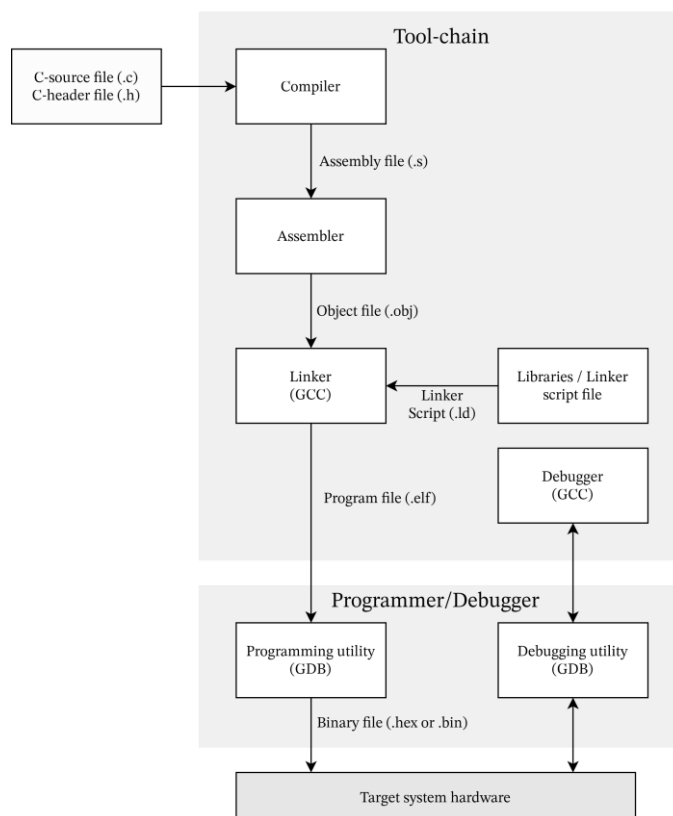 Tool-chain
C-source file (.c)
C-header file (.h)
Compiler
Assembly file (.s)
Assembler
Object file (.obj)
Linker
(GCC)
Linker
Script (.ld)
Libraries / Linker
script file
Debugger
(GCC)
Program file (.elf)
Programmer/Debugger
Programming utility
(GDB)
Debugging utility
(GDB)
Binary file (.hex or .bin)
Target system hardware